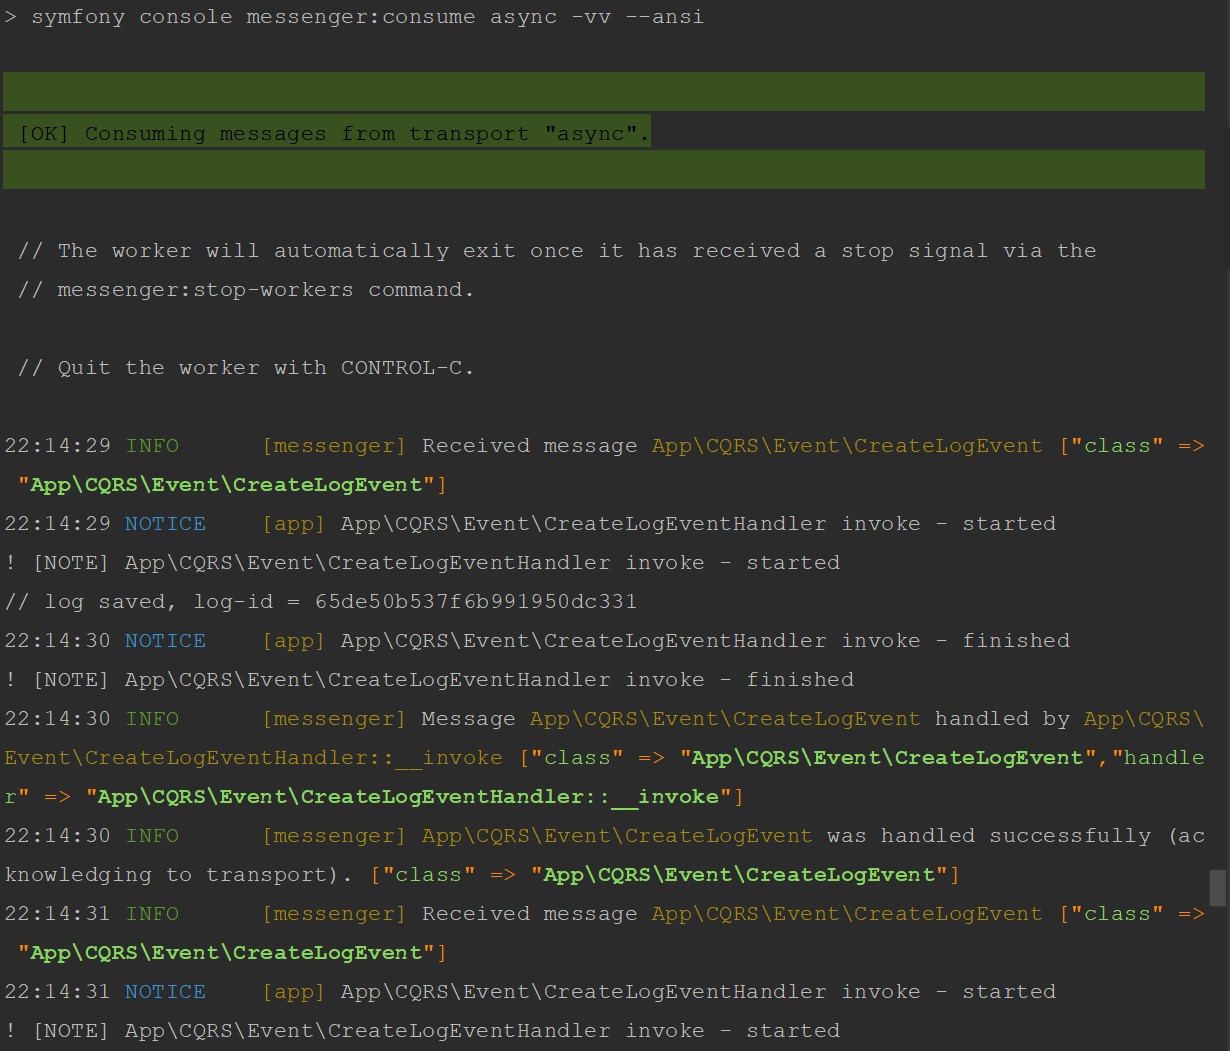 > symfony console messenger:consume async -vv --ansi
[OK] Consuming messages from transport "async".
// The worker will automatically exit once it has received a stop signal via the
// messenger:stop-workers command.
// Quit the worker with CONTROL-C.
22:14:29 INFO      [messenger] Received message App\CQRS\Event\CreateLogEvent ["class" =>
"App\CQRS\Event\CreateLogEvent"]
22:14:29 NOTICE    [app] App\CQRS\Event\CreateLogEventHandler invoke - started
! [NOTE] App\CQRS\Event\CreateLogEventHandler invoke - started
// log saved, log-id = 65de50b537f6b991950dc331
22:14:30 NOTICE    [app] App\CQRS\Event\CreateLogEventHandler invoke - finished
! [NOTE] App\CQRS\Event\CreateLogEventHandler invoke - finished
22:14:30 INFO      [messenger] Message App\CQRS\Event\CreateLogEvent handled by App\CQRS\
Event\CreateLogEventHandler::__invoke ["class" => "App\CQRS\Event\CreateLogEvent","handle
r" => "App\CQRS\Event\CreateLogEventHandler::__invoke"]
22:14:30 INFO      [messenger] App\CQRS\Event\CreateLogEvent was handled successfully (ac
knowledging to transport). ["class" => "App\CQRS\Event\CreateLogEvent"]
22:14:31 INFO      [messenger] Received message App\CQRS\Event\CreateLogEvent ["class" =>
"App\CQRS\Event\CreateLogEvent"]
22:14:31 NOTICE    [app] App\CQRS\Event\CreateLogEventHandler invoke - started
! [NOTE] App\CQRS\Event\CreateLogEventHandler invoke - started